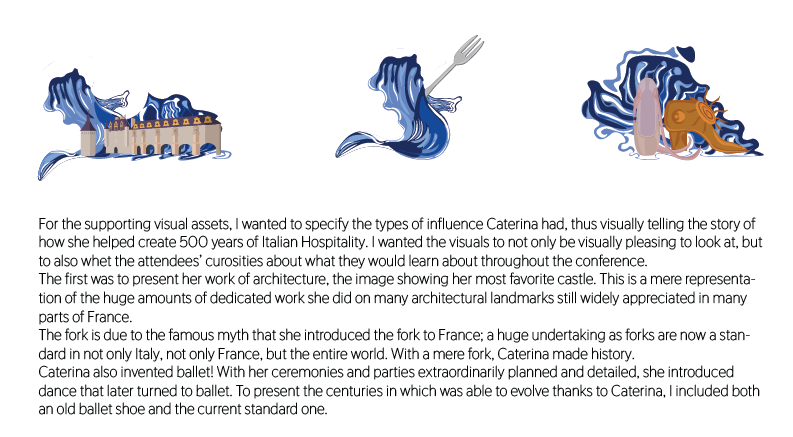 For the supporting visual assets, I wanted to specify the types of influence Caterina had, thus visually telling the story of
how she helped create 500 years of Italian Hospitality. I wanted the visuals to not only be visually pleasing to look at, but
to also whet the attendees' curosities about what they would learn about throughout the conference.
The first was to present her work of architecture, the image showing her most favorite castle. This is a mere representa-
tion of the huge amounts of dedicated work she did on many architectural landmarks still widely appreciated in many
parts of France.
The fork is due to the famous myth that she introduced the fork to France; a huge undertaking as forks are now a stan-
dard in not only Italy, not only France, but the entire world. With a mere fork, Caterina made history.
Caterina also invented ballet! With her ceremonies and parties extraordinarily planned and detailed, she introduced
dance that later turned to ballet. To present the centuries in which was able to evolve thanks to Caterina, I included both
an old ballet shoe and the current standard one.